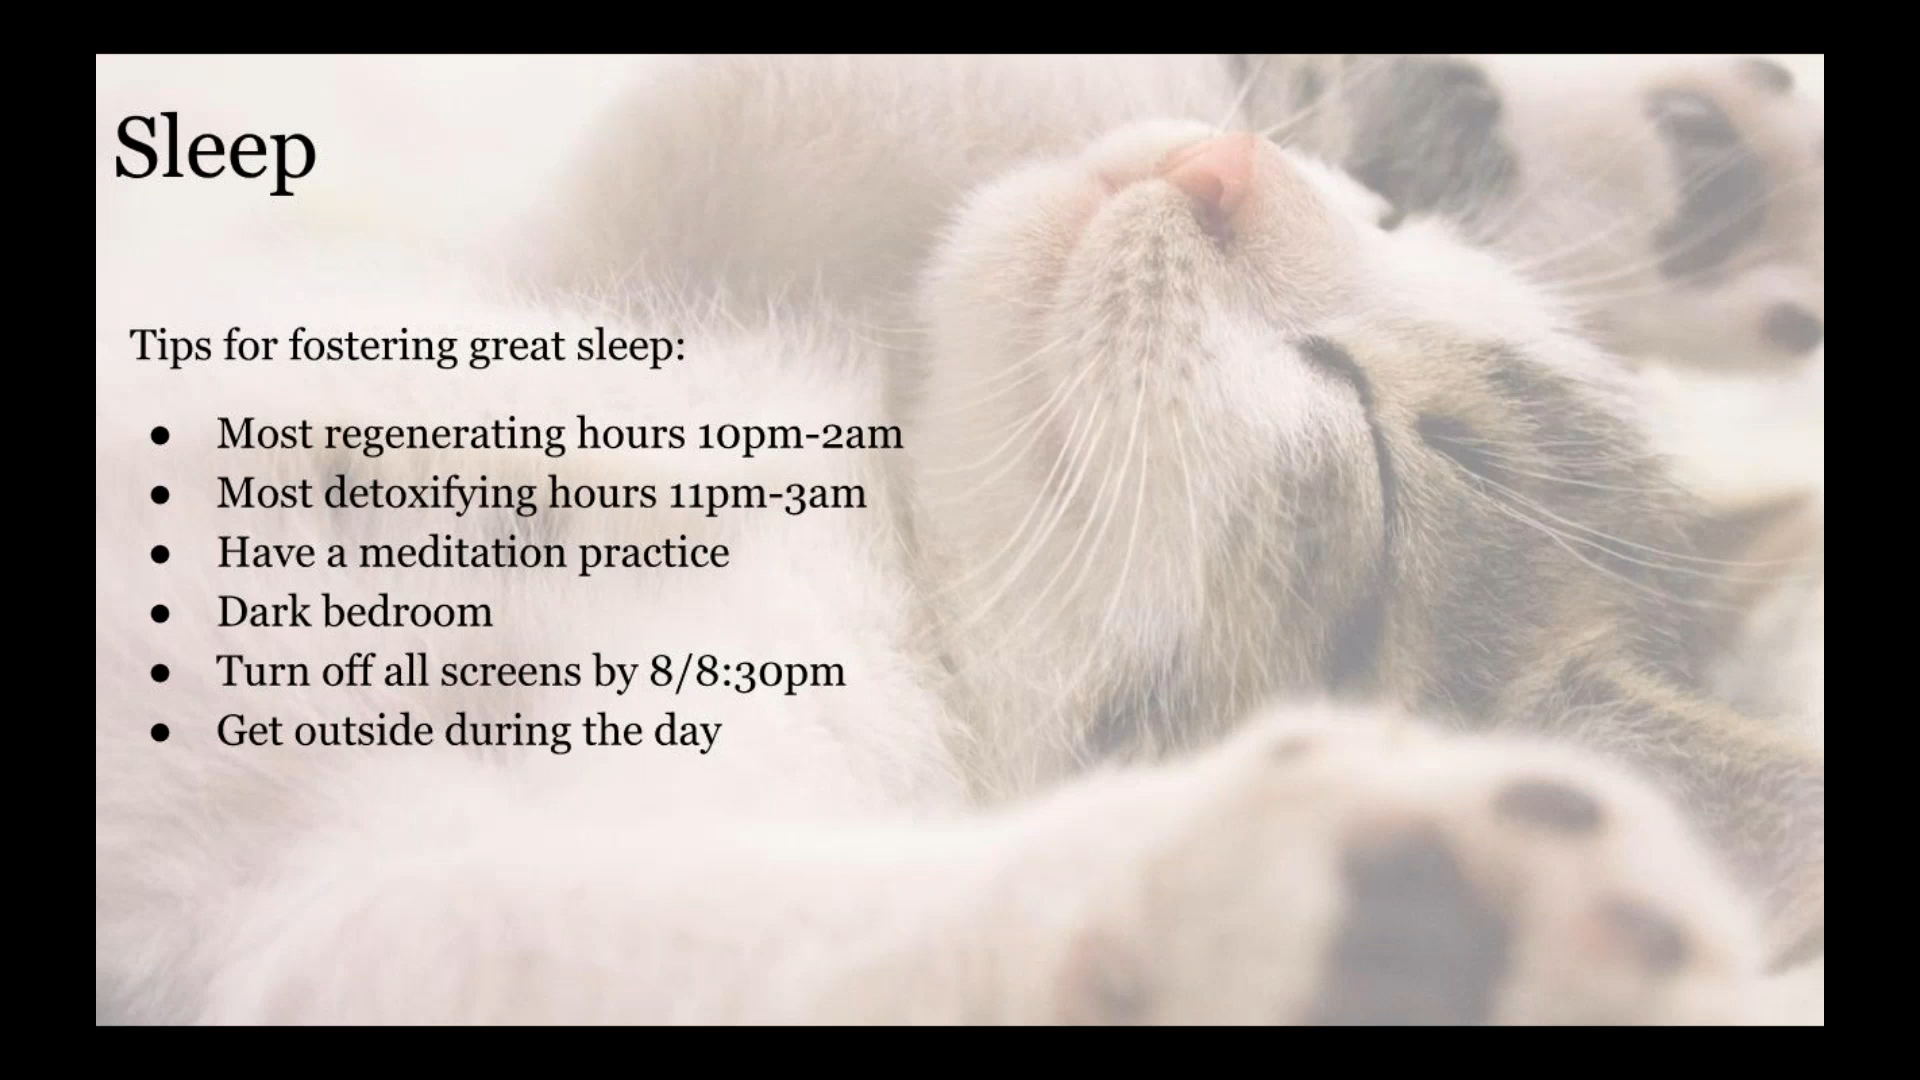 Sleep
Tips for fostering great sleep:
● Most regenerating hours 10pm-2am
● Most detoxifying hours 11pm-3am
● Have a meditation practice
● Dark bedroom
● Turn off all screens by 8/8:30pm
● Get outside during the day